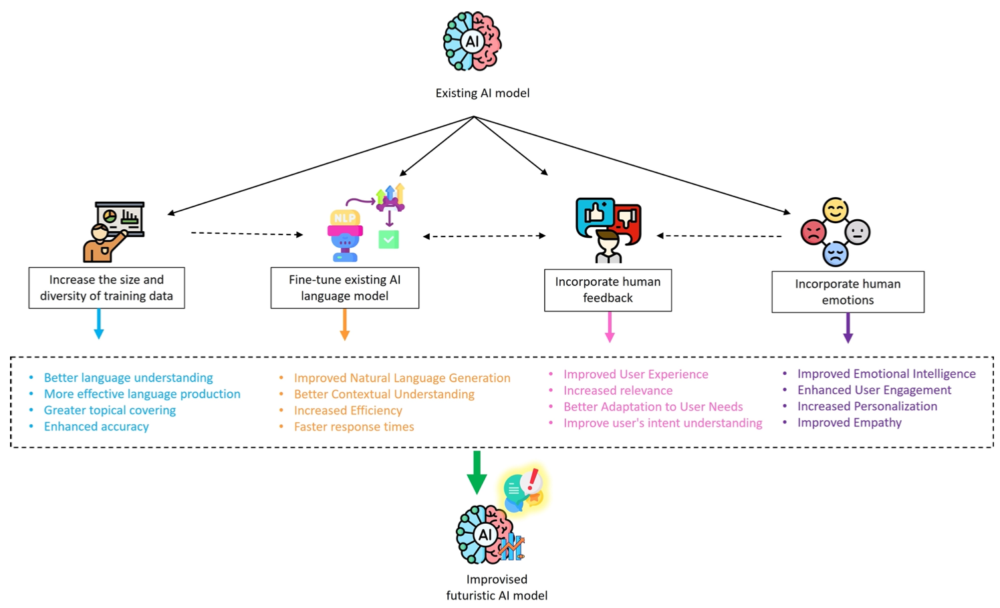 AI
Existing AI model
NLP
Increase the size and
diversity of training data
Fine-tune existing AI
language model
Incorporate human
feedback
Incorporate human
emotions
• Better language understanding
• More effective language production
• Greater topical covering
• Enhanced accuracy
• Improved Natural Language Generation
• Better Contextual Understanding
• Increased Efficiency
• Faster response times
• Improved User Experience
• Increased relevance
• Better Adaptation to User Needs
• Improve user's intent understanding
• Improved Emotional Intelligence
• Enhanced User Engagement
• Increased Personalization
• Improved Empathy
AI
Improvised
futuristic AI model